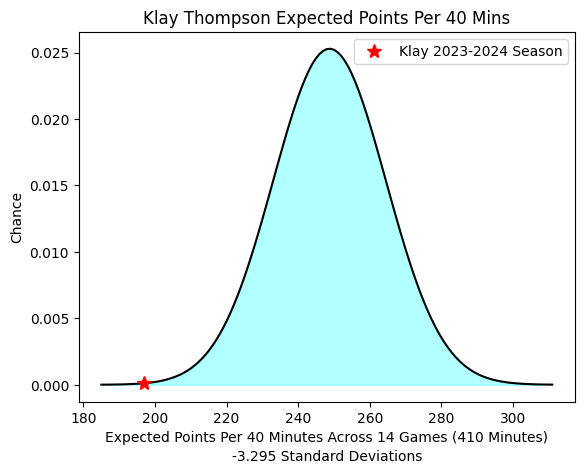 Klay Thompson Expected Points Per 40 Mins
Klay 2023-2024 Season
0.025
0.020
0.015
0.010
0.005
0.000
Chance
180 200 220 240 260 280 300
Expected Points Per 40 Minutes Across 14 Games (410 Minutes)
-3.295 Standard Deviations